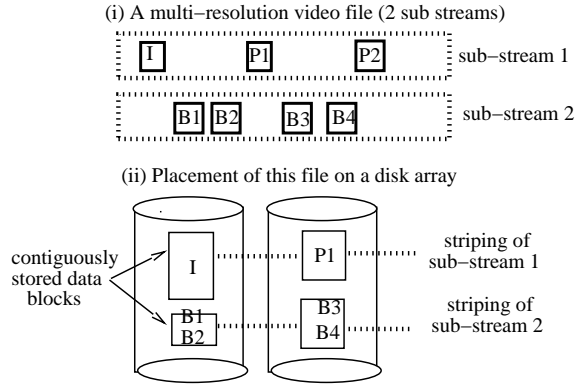 (i) A multi−resolution video file (2 sub streams)
I P1 P2 sub−stream 1
B1 B2 B3 B4 sub−stream 2
(ii) Placement of this file on a disk array
contiguously
stored data
blocks
I
P1
striping of
sub−stream 1
B1
B2
B3
B4
striping of
sub−stream 2